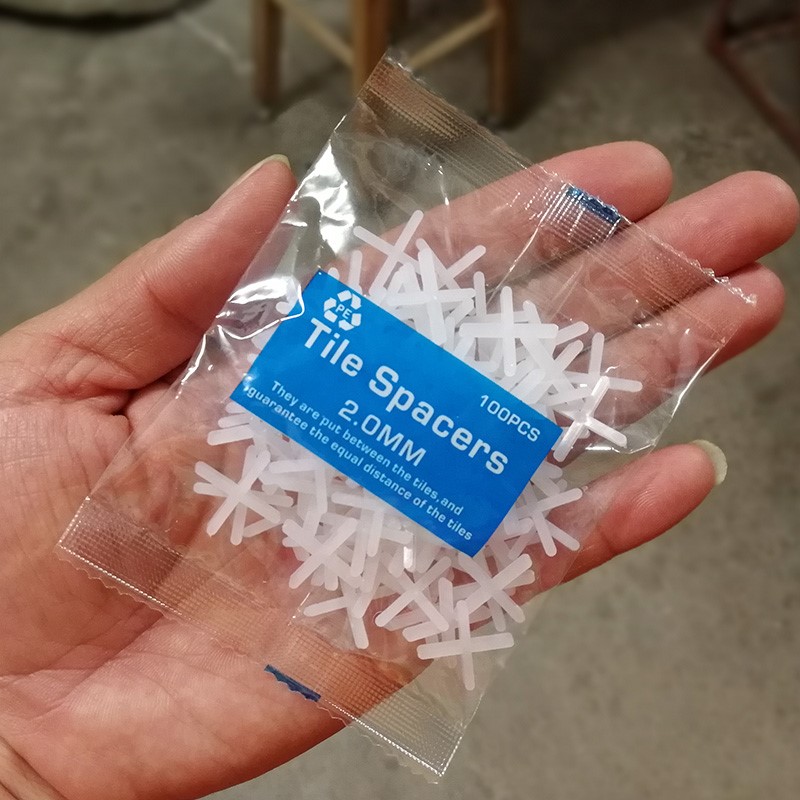 PE
Tile Spacers
100PCS
2.0MM
They are put between the tiles,and
guarantee the equal distance of the tiles